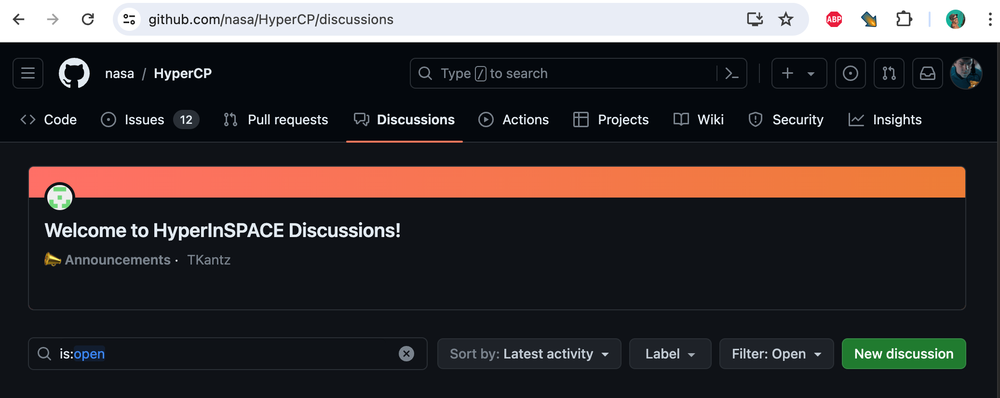 github.com/nasa/HyperCP/discussions
ABP
nasa / HyperCP
Type / to search
Code Issues 12 Pull requests Discussions Actions Projects Wiki Security Insights
Welcome to HyperInSPACE Discussions!
Announcements · TKantz
is:open
Sort by: Latest activity Label Filter: Open New discussion